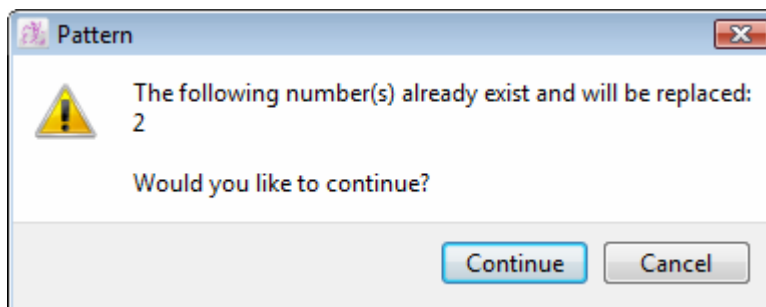 Pattern
The following number(s) already exist and will be replaced:
2
Would you like to continue?
Continue Cancel